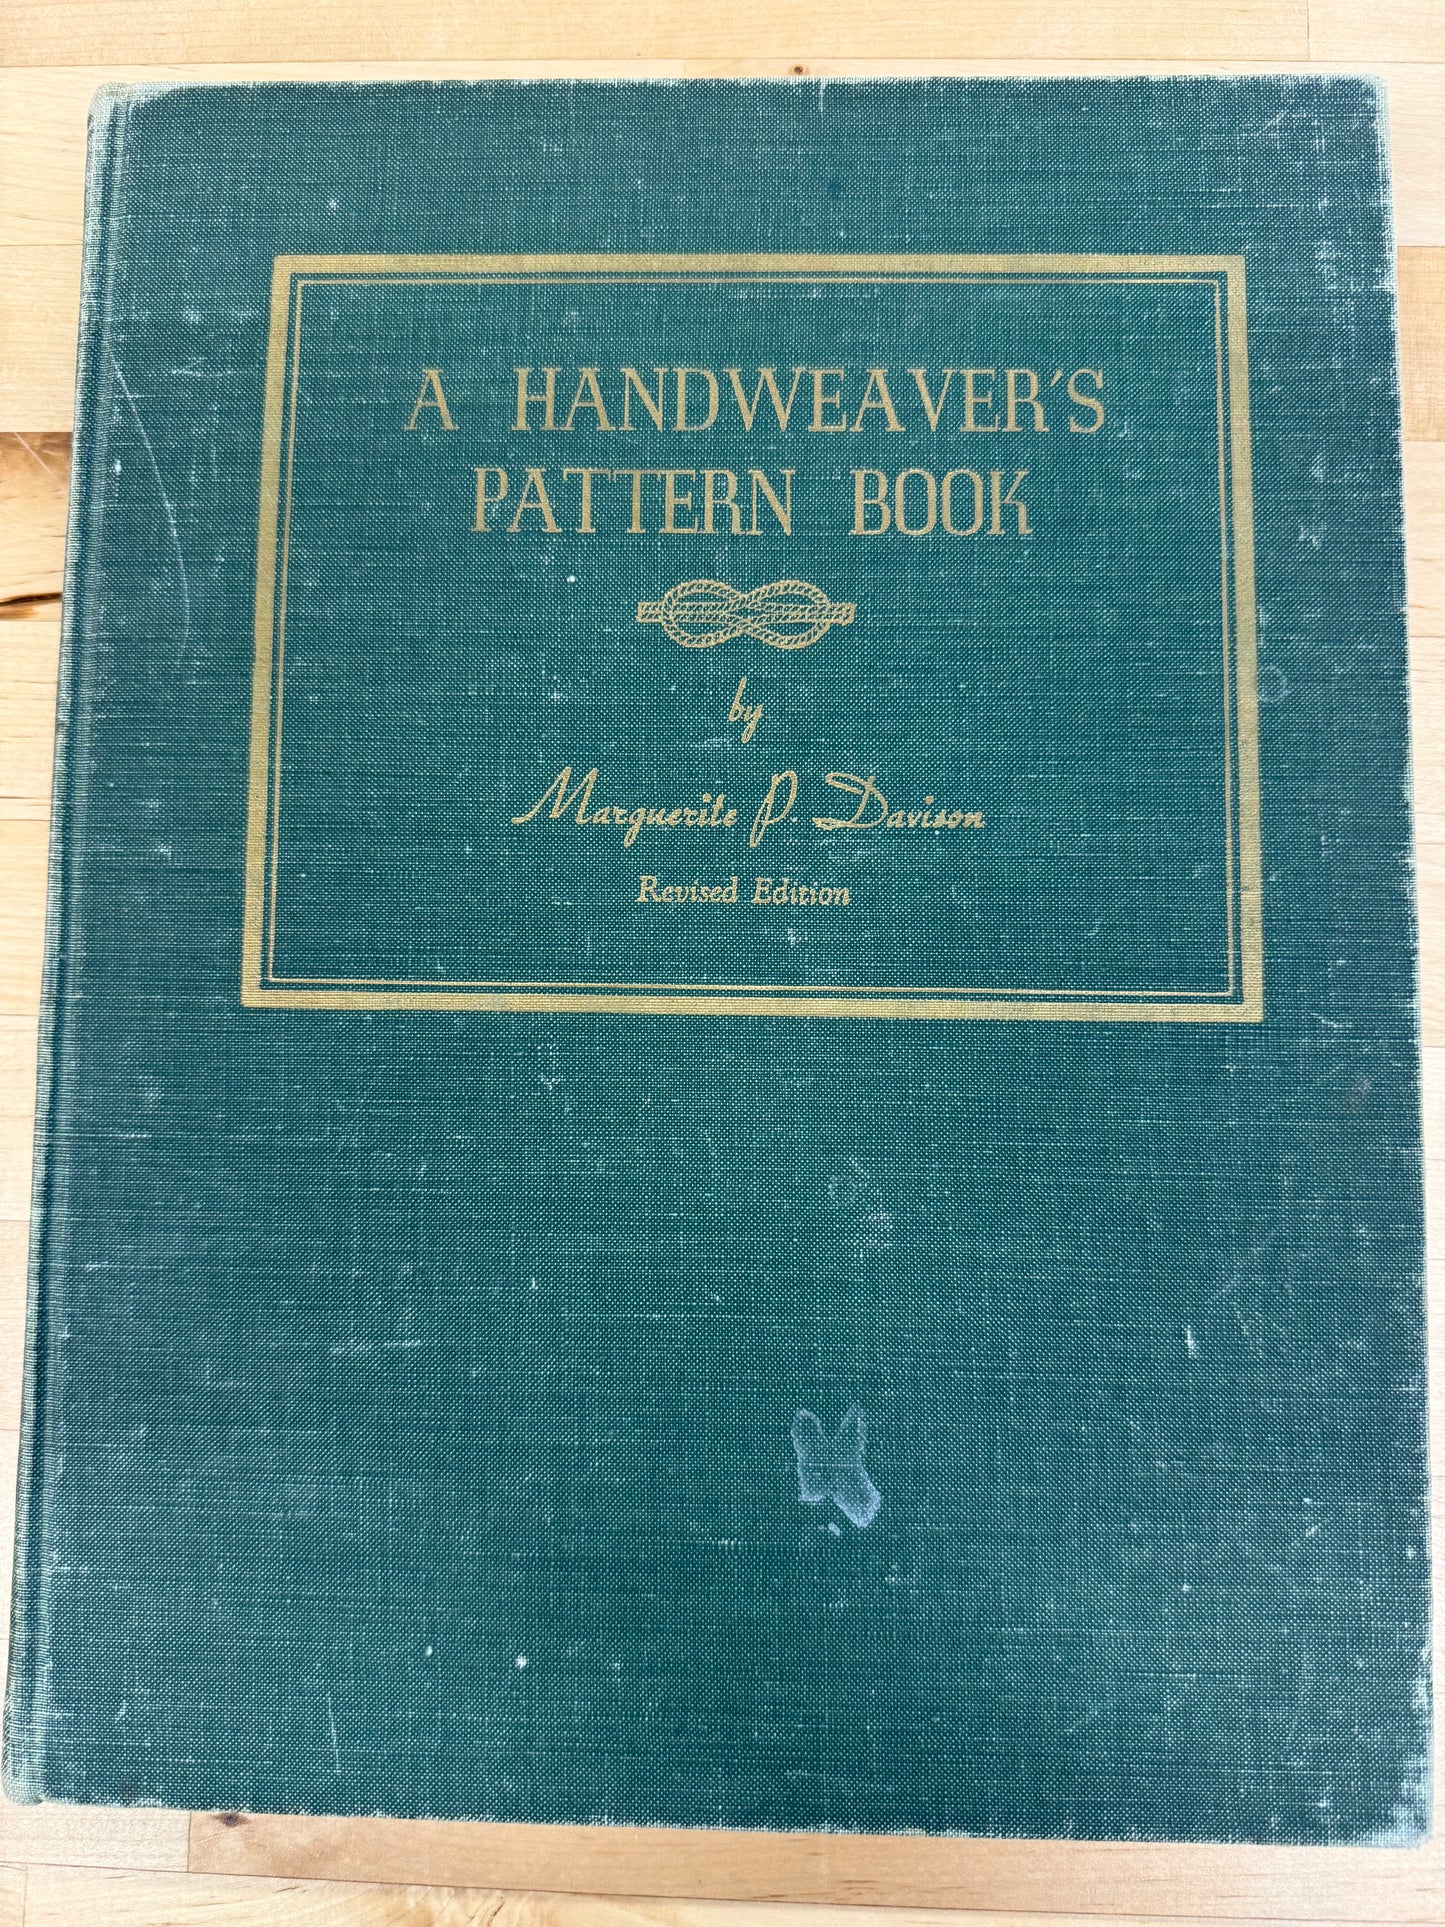 A HANDWEAVER'S
PATTERN BOOK
by
Marguerite P. Davison
Revised Edition